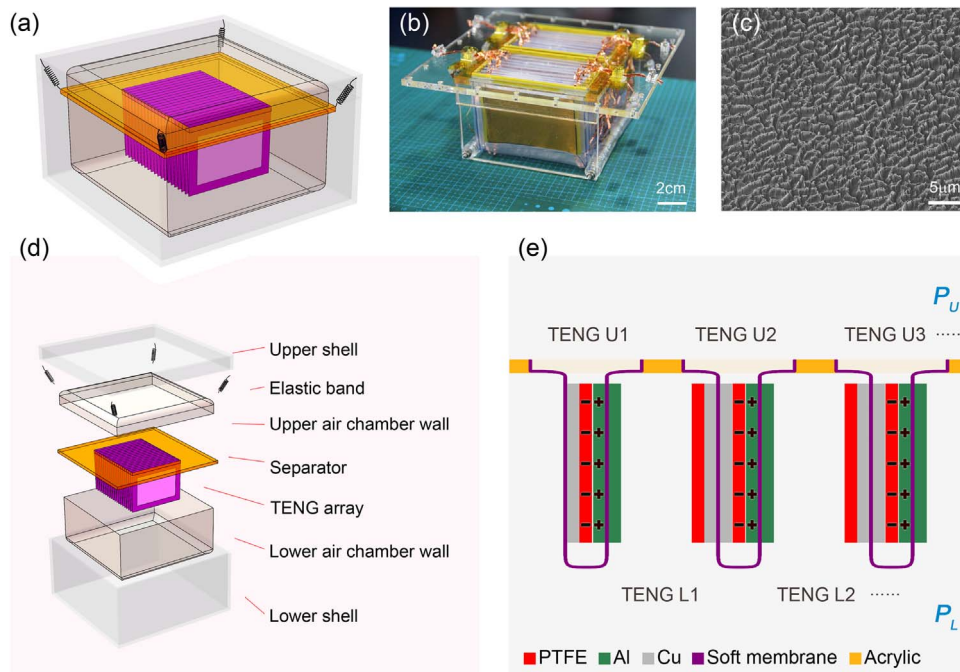 (a)
(b)
2cm
(c)
5μm
(d)
Upper shell
Elastic band
Upper air chamber wall
Separator
TENG array
Lower air chamber wall
Lower shell
(e)
P_U
TENG U1 TENG U2 TENG U3 ······
TENG L1 TENG L2 ······
P_L
PTFE Al Cu Soft membrane Acrylic